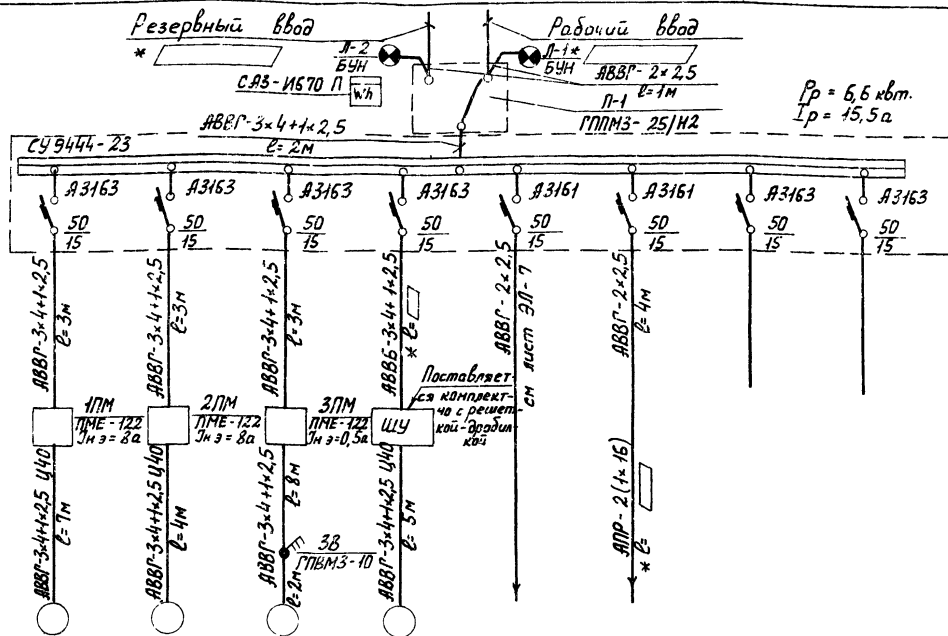 Резервный ввод
*
Рабочий ввод
Л-2
БУН
Л-1*
БУН
АВВГ-2×2,5
ℓ=1м
САЗ-И670 П
Wh
П-1
ГППМЗ-25/Н2
Рр = 6,6 квт.
Iр = 15,5а
АВВГ-3×4+1×2,5
ℓ=2м
СУ9444-23
А3163
50
15
А3163
50
15
А3163
50
15
А3163
50
15
А3161
50
15
А3161
50
15
А3163
50
15
А3163
50
15
АВВГ-3×4+1×2,5
ℓ=3м
АВВГ-3×4+1×2,5
ℓ=3м
АВВГ-3×4+1×2,5
ℓ=3м
АВВБ-3×4+1×2,5
* ℓ=
АВВГ-2×2,5
см лист ЭЛ-7
АВВГ-2×2,5
ℓ=4м
1ПМ
ПМЕ-122
Iн э = 8а
2ПМ
ПМЕ-122
Iн э = 8а
3ПМ
ПМЕ-122
Iн э=0,5а
ШУ
Поставляет-
ся комплект-
но с решет-
кой-дробил-
кой
АВВГ-3×4+1×2,5 Ц40
ℓ=7м
АВВГ-3×4+1×2,5 Ц40
ℓ=4м
АВВГ-3×4+1×2,5
ℓ=8м
3В
ГПВМЗ-10
ℓ=2м
АВВГ-3×4+1×2,5 Ц40
ℓ=5м
АПР-2(1×16)
* ℓ=